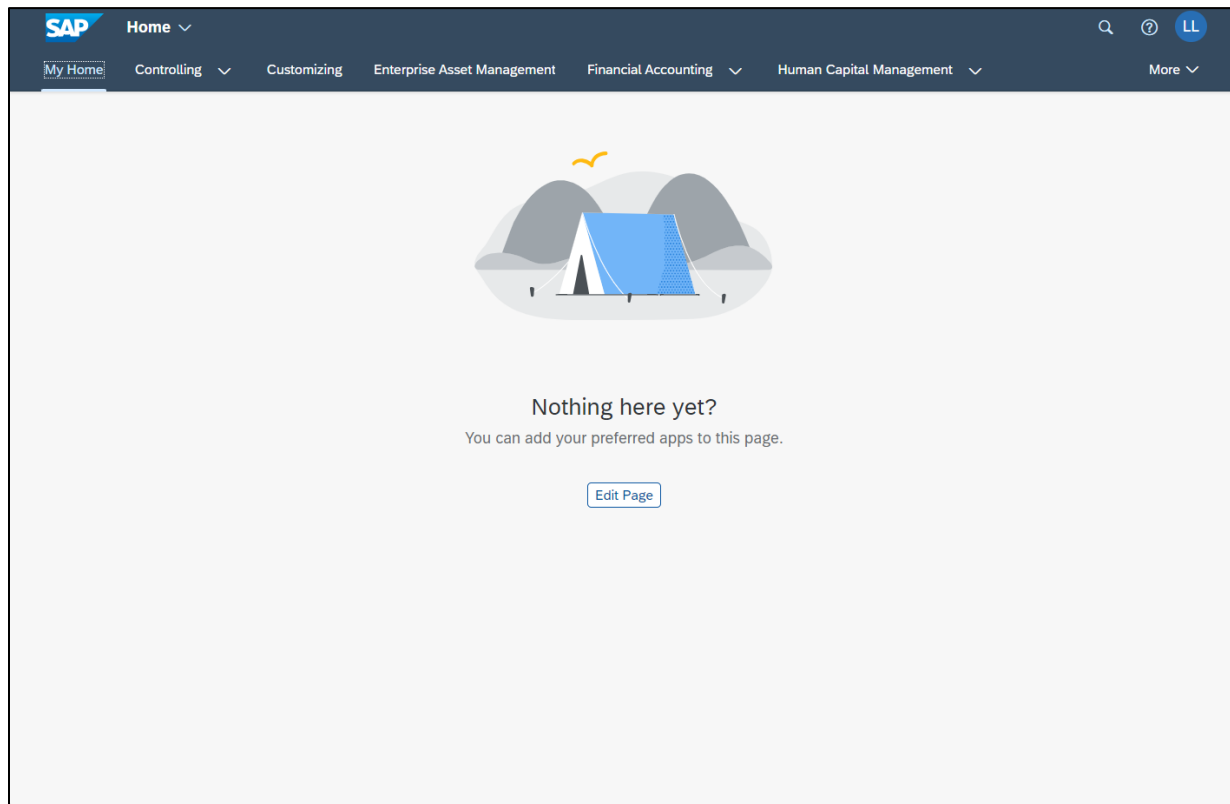 SAP Home
LL
My Home Controlling Customizing Enterprise Asset Management Financial Accounting Human Capital Management More
Nothing here yet?
You can add your preferred apps to this page.
Edit Page